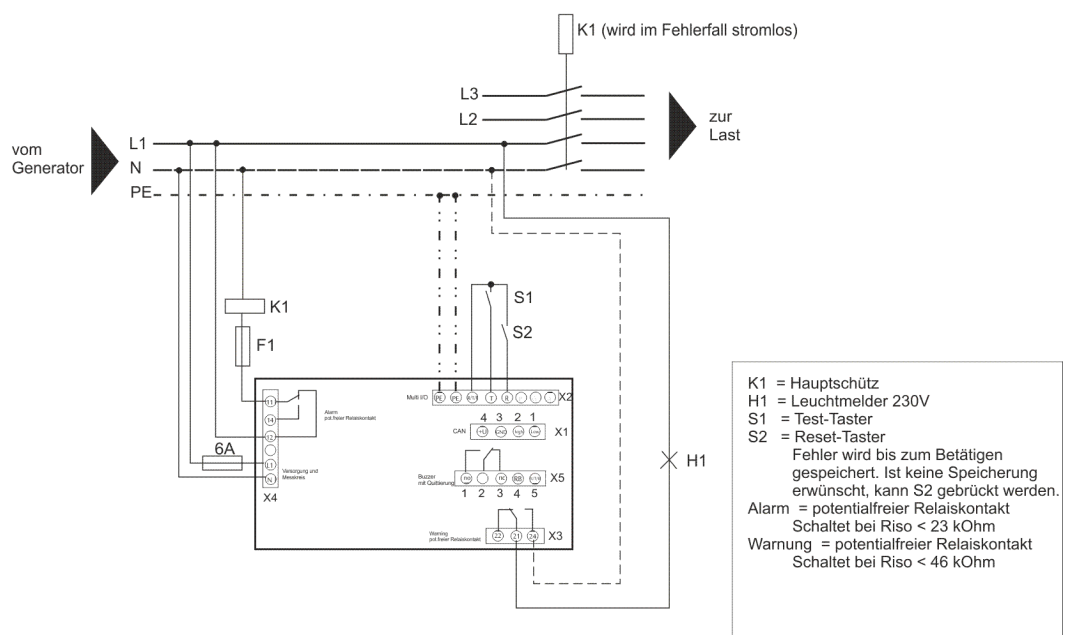 K1 (wird im Fehlerfall stromlos)
L3
L2
zur
Last
vom
Generator
L1
N
PE
K1
F1
S1
S2
6A
11
14
12
L1
N
X4
Alarm
pot.freier Relaiskontakt
Versorgung und
Messkreis
Multi I/O
PE
PE
T
R
X2
4 3 2 1
CAN
X1
Buzzer
mit Quittierung
X5
1 2 3 4 5
Warning
pot.freier Relaiskontakt
22
21
24
X3
H1
K1 = Hauptschütz
H1 = Leuchtmelder 230V
S1 = Test-Taster
S2 = Reset-Taster
Fehler wird bis zum Betätigen
gespeichert. Ist keine Speicherung
erwünscht, kann S2 gebrückt werden.
Alarm = potentialfreier Relaiskontakt
Schaltet bei Riso < 23 kOhm
Warnung = potentialfreier Relaiskontakt
Schaltet bei Riso < 46 kOhm